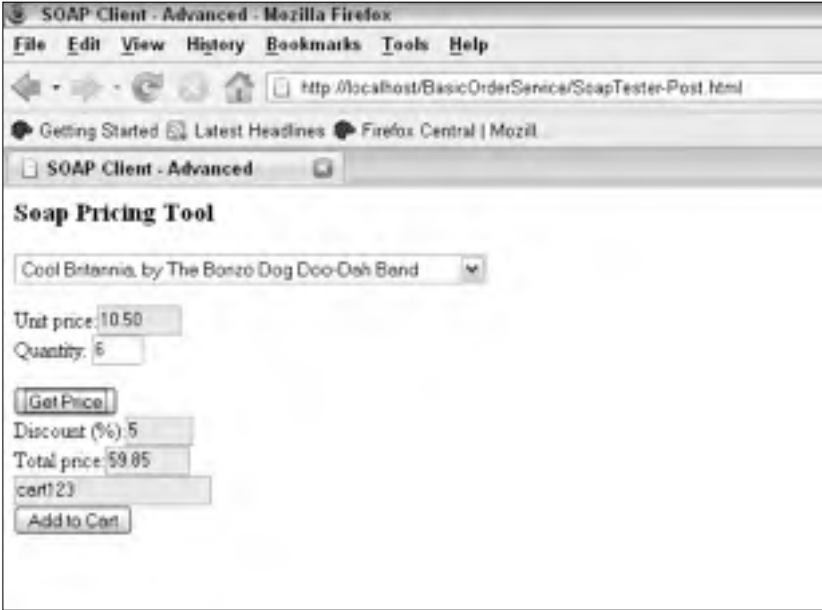 SOAP Client - Advanced - Mozilla Firefox
File Edit View History Bookmarks Tools Help
http://localhost/BasicOrderService/SoapTester-Post.html
Getting Started Latest Headlines Firefox Central | Mozill...
SOAP Client - Advanced
Soap Pricing Tool
Cool Britannia, by The Bonzo Dog Doo-Dah Band
Unit price: 10.50
Quantity: 6
Get Price
Discount (%): 5
Total price: 59.85
cart123
Add to Cart